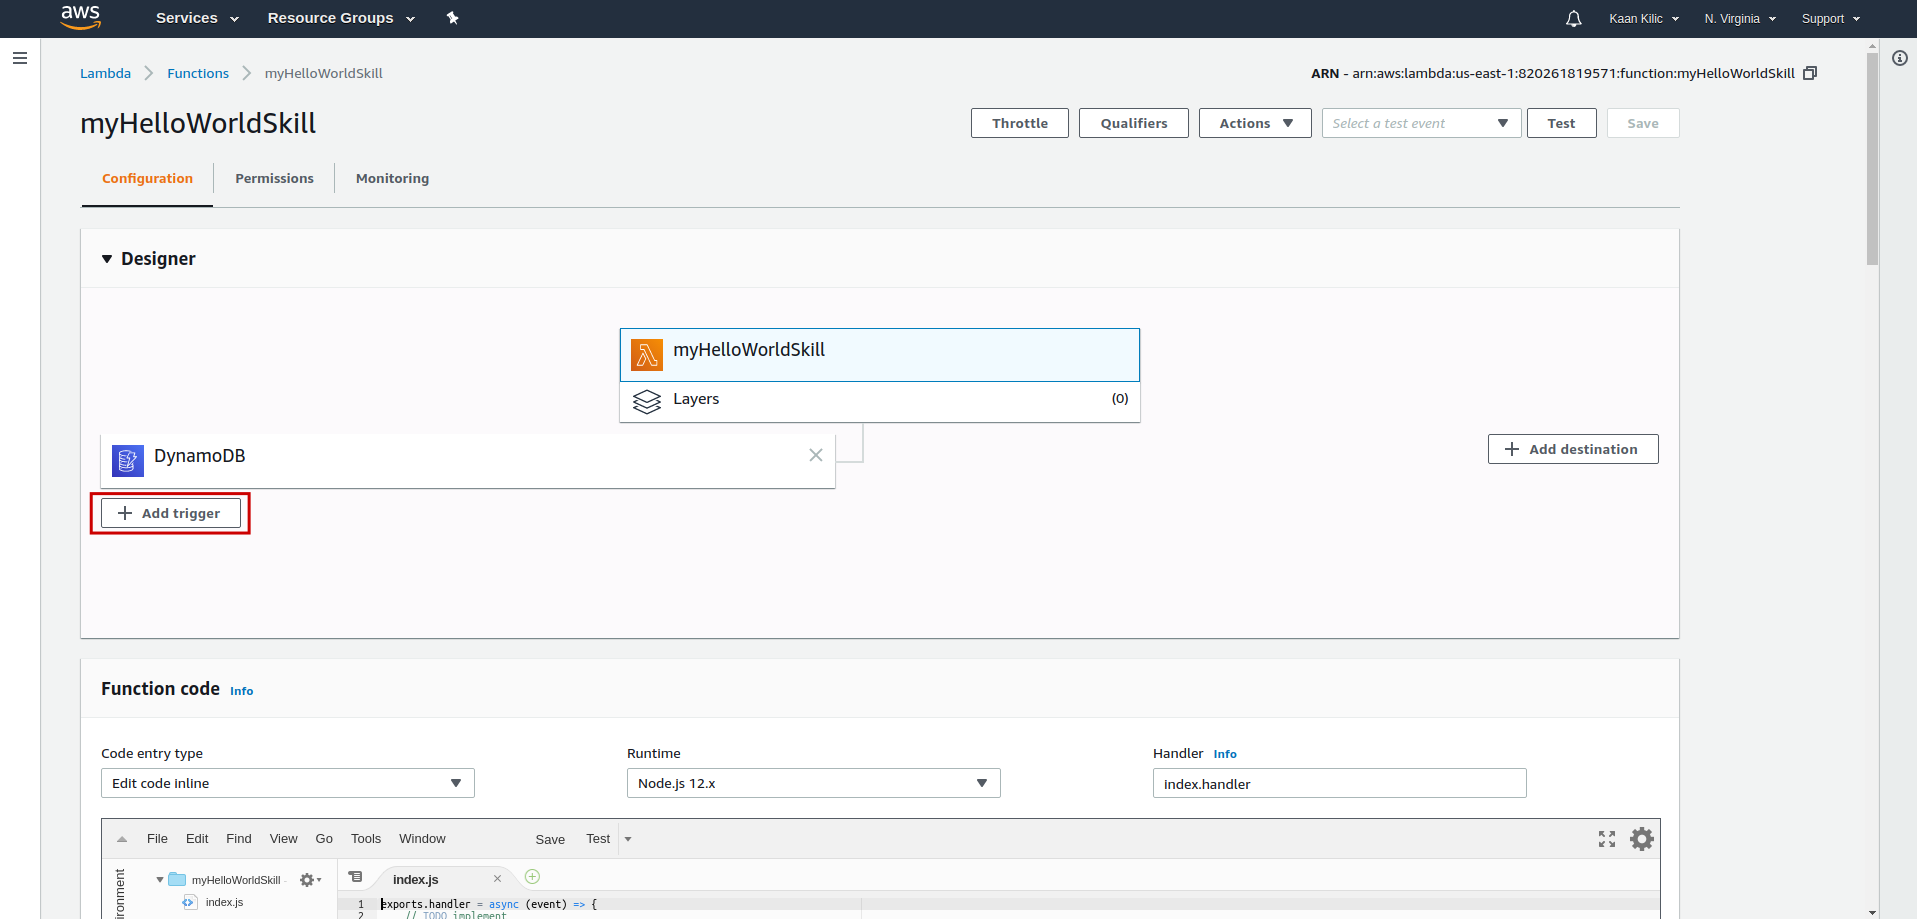 aws Services Resource Groups Kaan Kilic N. Virginia Support
Lambda Functions myHelloWorldSkill ARN - arn:aws:lambda:us-east-1:820261819571:function:myHelloWorldSkill
myHelloWorldSkill Throttle Qualifiers Actions Select a test event Test Save
Configuration Permissions Monitoring
Designer
myHelloWorldSkill
Layers (0)
DynamoDB
+ Add destination
+ Add trigger
Function code Info
Code entry type Runtime Handler Info
Edit code inline Node.js 12.x index.handler
File Edit Find View Go Tools Window Save Test
myHelloWorldSkill - index.js
index.js
1 exports.handler = async (event) => {
2 // TODO implement